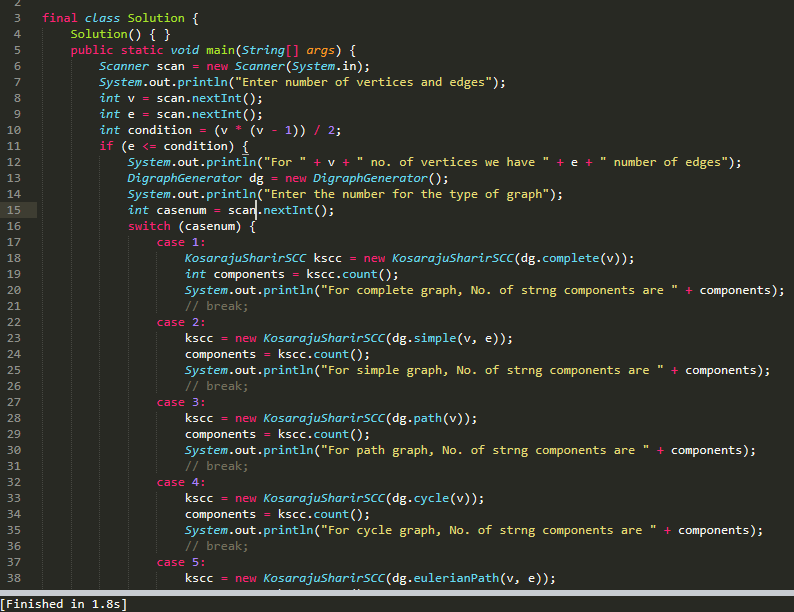 2
3 final class Solution {
4     Solution() { }
5     public static void main(String[] args) {
6         Scanner scan = new Scanner(System.in);
7         System.out.println("Enter number of vertices and edges");
8         int v = scan.nextInt();
9         int e = scan.nextInt();
10         int condition = (v * (v - 1)) / 2;
11         if (e <= condition) {
12             System.out.println("For " + v + " no. of vertices we have " + e + " number of edges");
13             DigraphGenerator dg = new DigraphGenerator();
14             System.out.println("Enter the number for the type of graph");
15             int casenum = scan.nextInt();
16             switch (casenum) {
17                 case 1:
18                     KosarajuSharirSCC kscc = new KosarajuSharirSCC(dg.complete(v));
19                     int components = kscc.count();
20                     System.out.println("For complete graph, No. of strng components are " + components);
21                     // break;
22                 case 2:
23                     kscc = new KosarajuSharirSCC(dg.simple(v, e));
24                     components = kscc.count();
25                     System.out.println("For simple graph, No. of strng components are " + components);
26                     // break;
27                 case 3:
28                     kscc = new KosarajuSharirSCC(dg.path(v));
29                     components = kscc.count();
30                     System.out.println("For path graph, No. of strng components are " + components);
31                     // break;
32                 case 4:
33                     kscc = new KosarajuSharirSCC(dg.cycle(v));
34                     components = kscc.count();
35                     System.out.println("For cycle graph, No. of strng components are " + components);
36                     // break;
37                 case 5:
38                     kscc = new KosarajuSharirSCC(dg.eulerianPath(v, e));
[Finished in 1.8s]